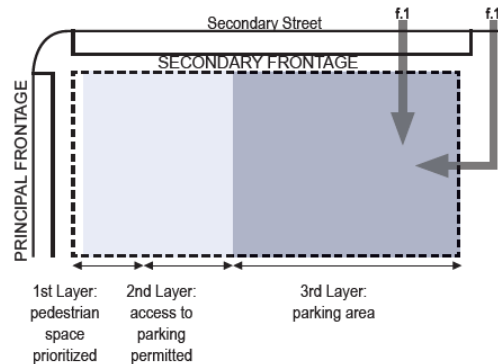 Secondary Street
f.1
f.1
SECONDARY FRONTAGE
PRINCIPAL FRONTAGE
1st Layer:
pedestrian
space
prioritized
2nd Layer:
access to
parking
permitted
3rd Layer:
parking area